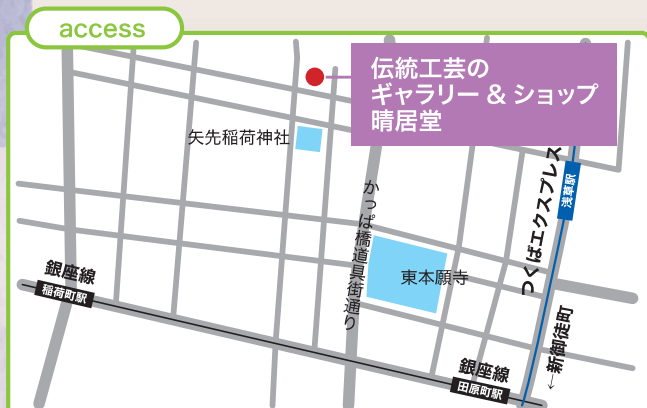 access
伝統工芸の
ギャラリー & ショップ
晴居堂
矢先稲荷神社
つくばエクスプレス
浅草駅
かっぱ橋道具街通り
東本願寺
銀座線
稲荷町駅
←新御徒町
銀座線
田原町駅